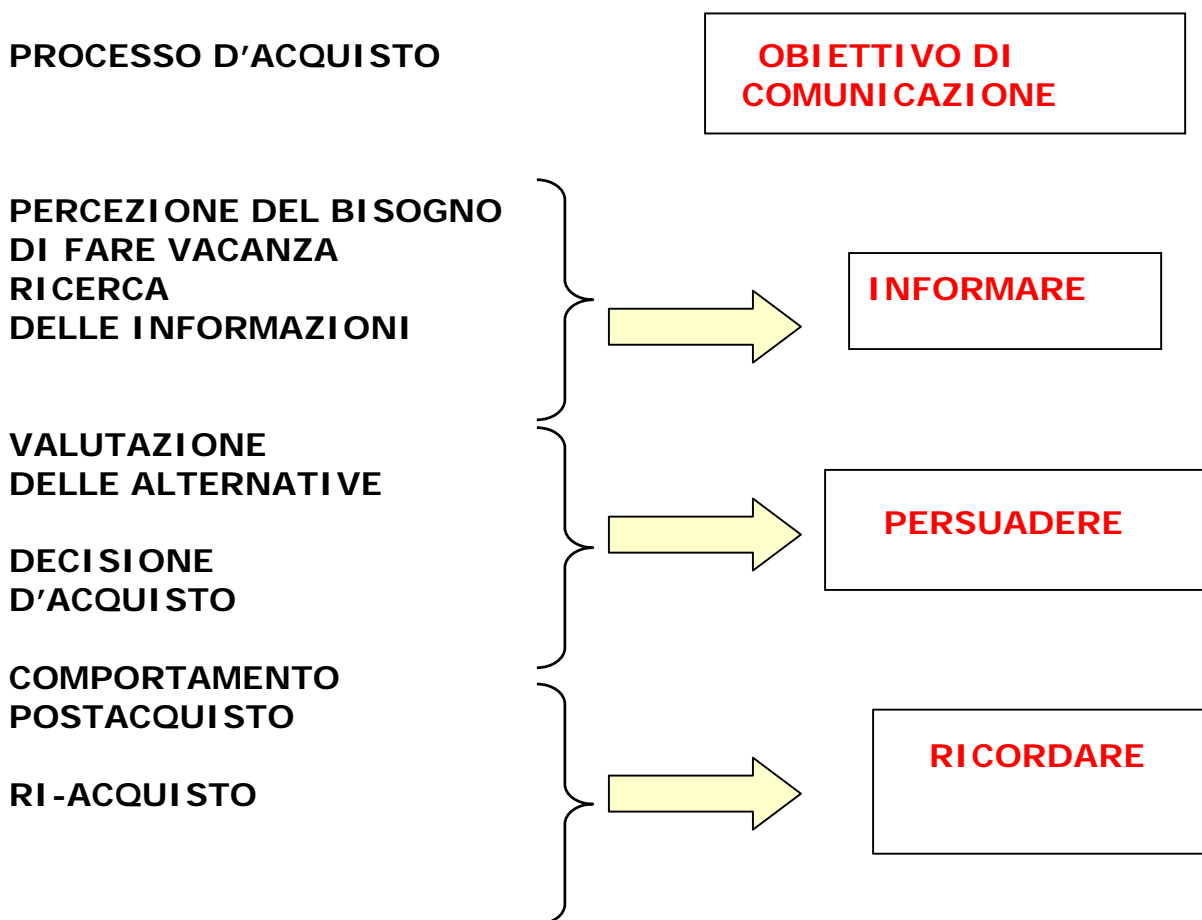 PROCESSO D'ACQUISTO
OBIETTIVO DI
COMUNICAZIONE
PERCEZIONE DEL BISOGNO
DI FARE VACANZA
RICERCA
DELLE INFORMAZIONI
INFORMARE
VALUTAZIONE
DELLE ALTERNATIVE
DECISIONE
D'ACQUISTO
PERSUADERE
COMPORTAMENTO
POSTACQUISTO
RI-ACQUISTO
RICORDARE